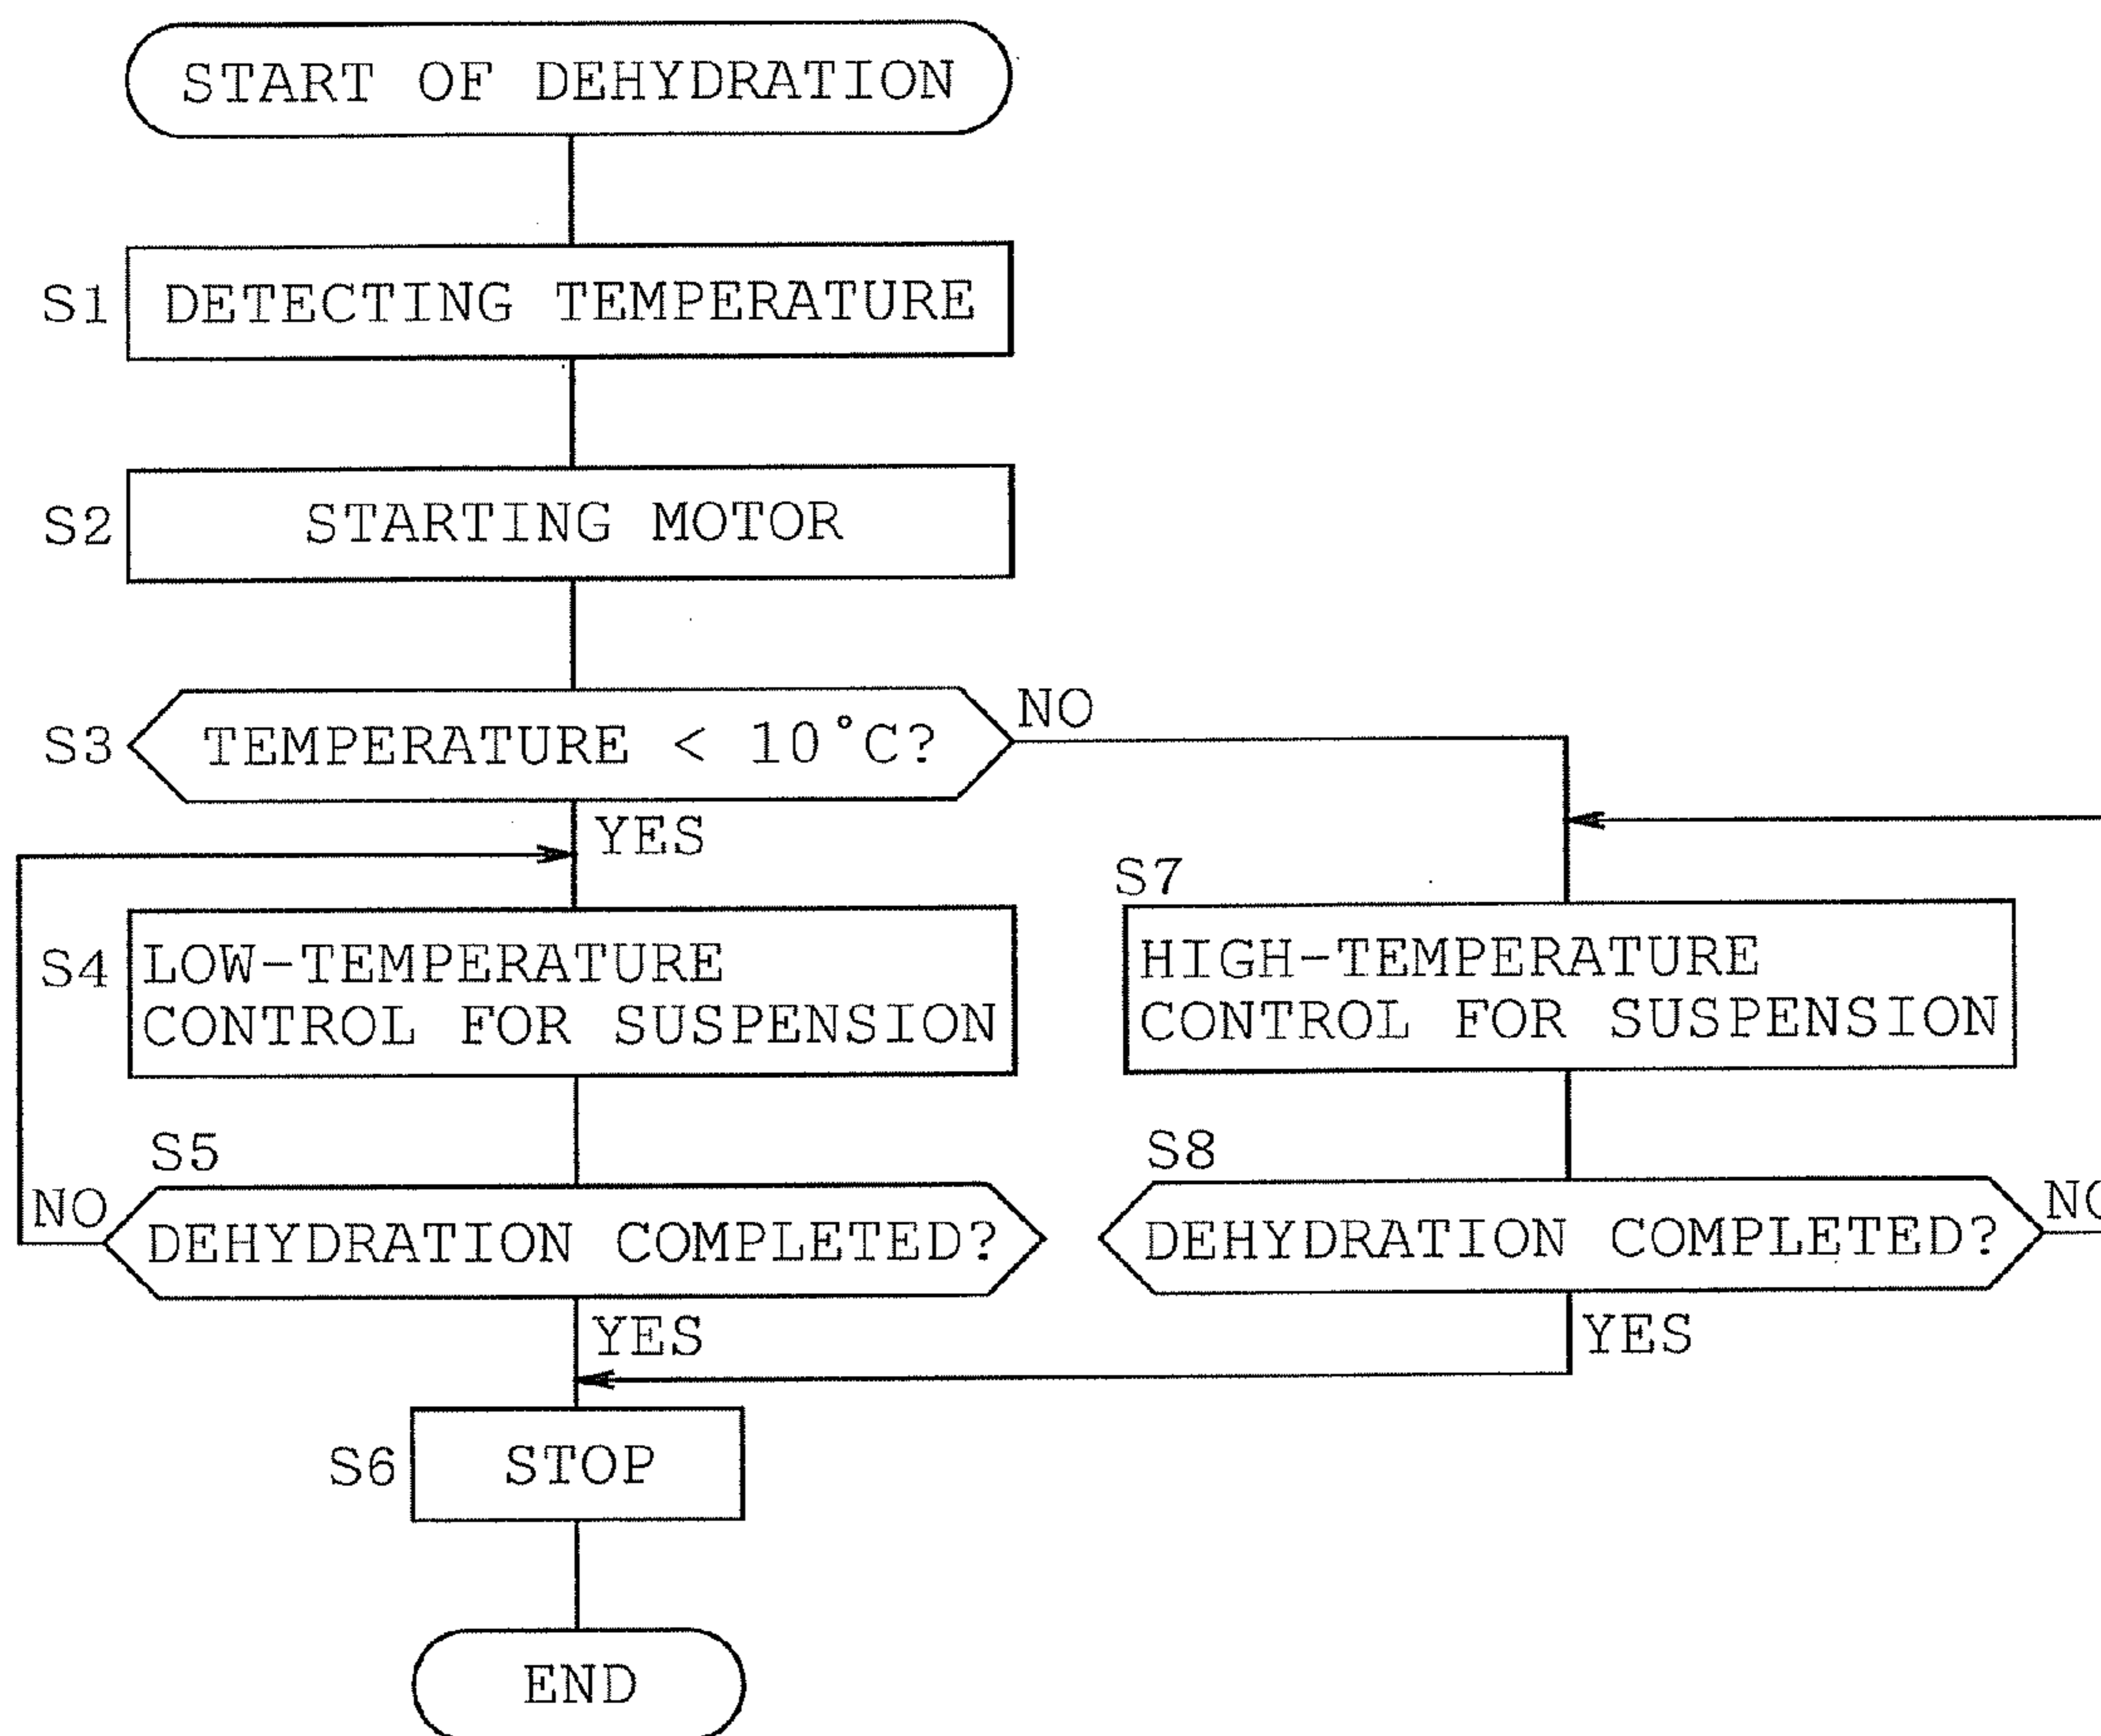 START OF DEHYDRATION
S1 DETECTING TEMPERATURE
S2 STARTING MOTOR
S3 TEMPERATURE < 10°C?
NO
YES
S4 LOW-TEMPERATURE
CONTROL FOR SUSPENSION
S5
NO
DEHYDRATION COMPLETED?
YES
S7
HIGH-TEMPERATURE
CONTROL FOR SUSPENSION
S8
DEHYDRATION COMPLETED?
NO
YES
S6 STOP
END